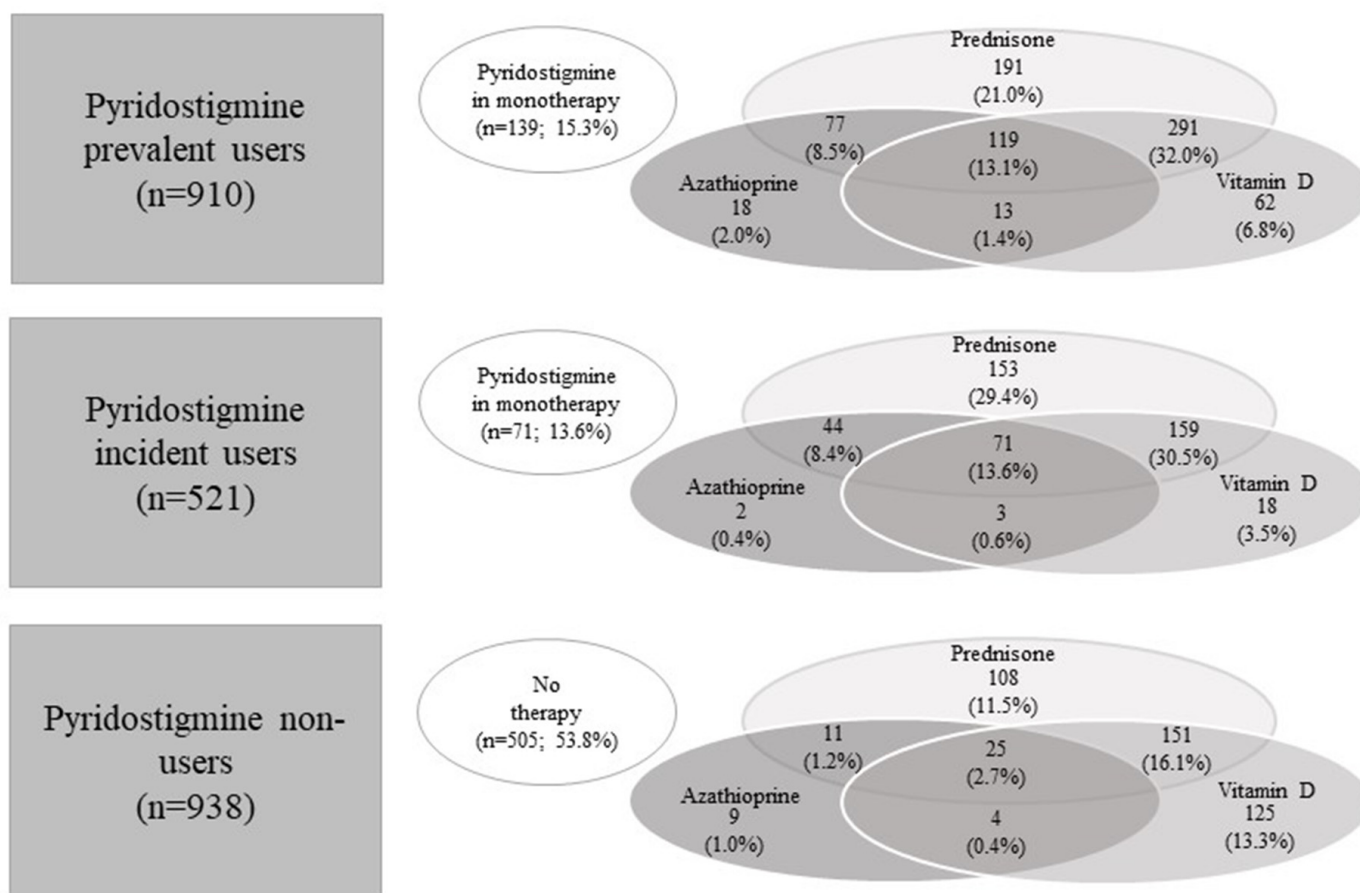 Pyridostigmine
prevalent users
(n=910)
Pyridostigmine
in monotherapy
(n=139; 15.3%)
Prednisone
191
(21.0%)
77
(8.5%)
119
(13.1%)
291
(32.0%)
Azathioprine
18
(2.0%)
13
(1.4%)
Vitamin D
62
(6.8%)
Pyridostigmine
incident users
(n=521)
Pyridostigmine
in monotherapy
(n=71; 13.6%)
Prednisone
153
(29.4%)
44
(8.4%)
71
(13.6%)
159
(30.5%)
Azathioprine
2
(0.4%)
3
(0.6%)
Vitamin D
18
(3.5%)
Pyridostigmine non-
users
(n=938)
No
therapy
(n=505; 53.8%)
Prednisone
108
(11.5%)
11
(1.2%)
25
(2.7%)
151
(16.1%)
Azathioprine
9
(1.0%)
4
(0.4%)
Vitamin D
125
(13.3%)